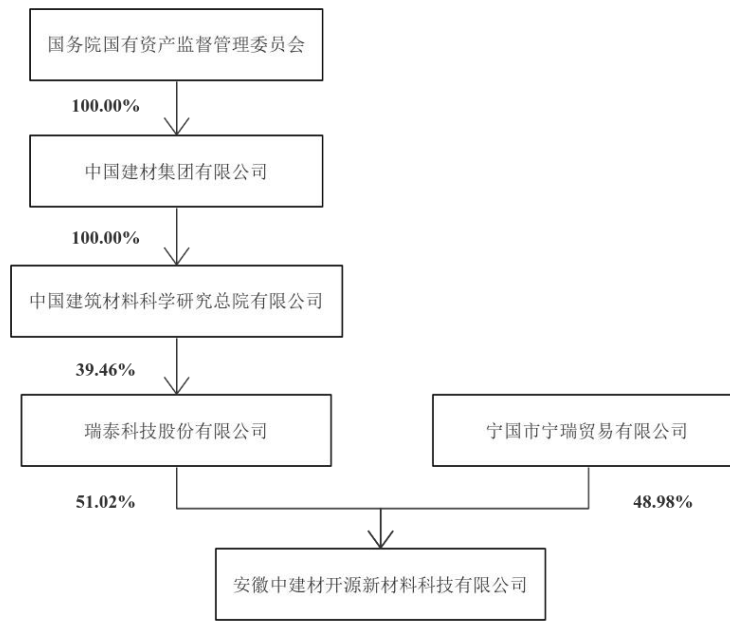 国务院国有资产监督管理委员会
100.00%
中国建材集团有限公司
100.00%
中国建筑材料科学研究总院有限公司
39.46%
瑞泰科技股份有限公司
宁国市宁瑞贸易有限公司
51.02%
48.98%
安徽中建材开源新材料科技有限公司